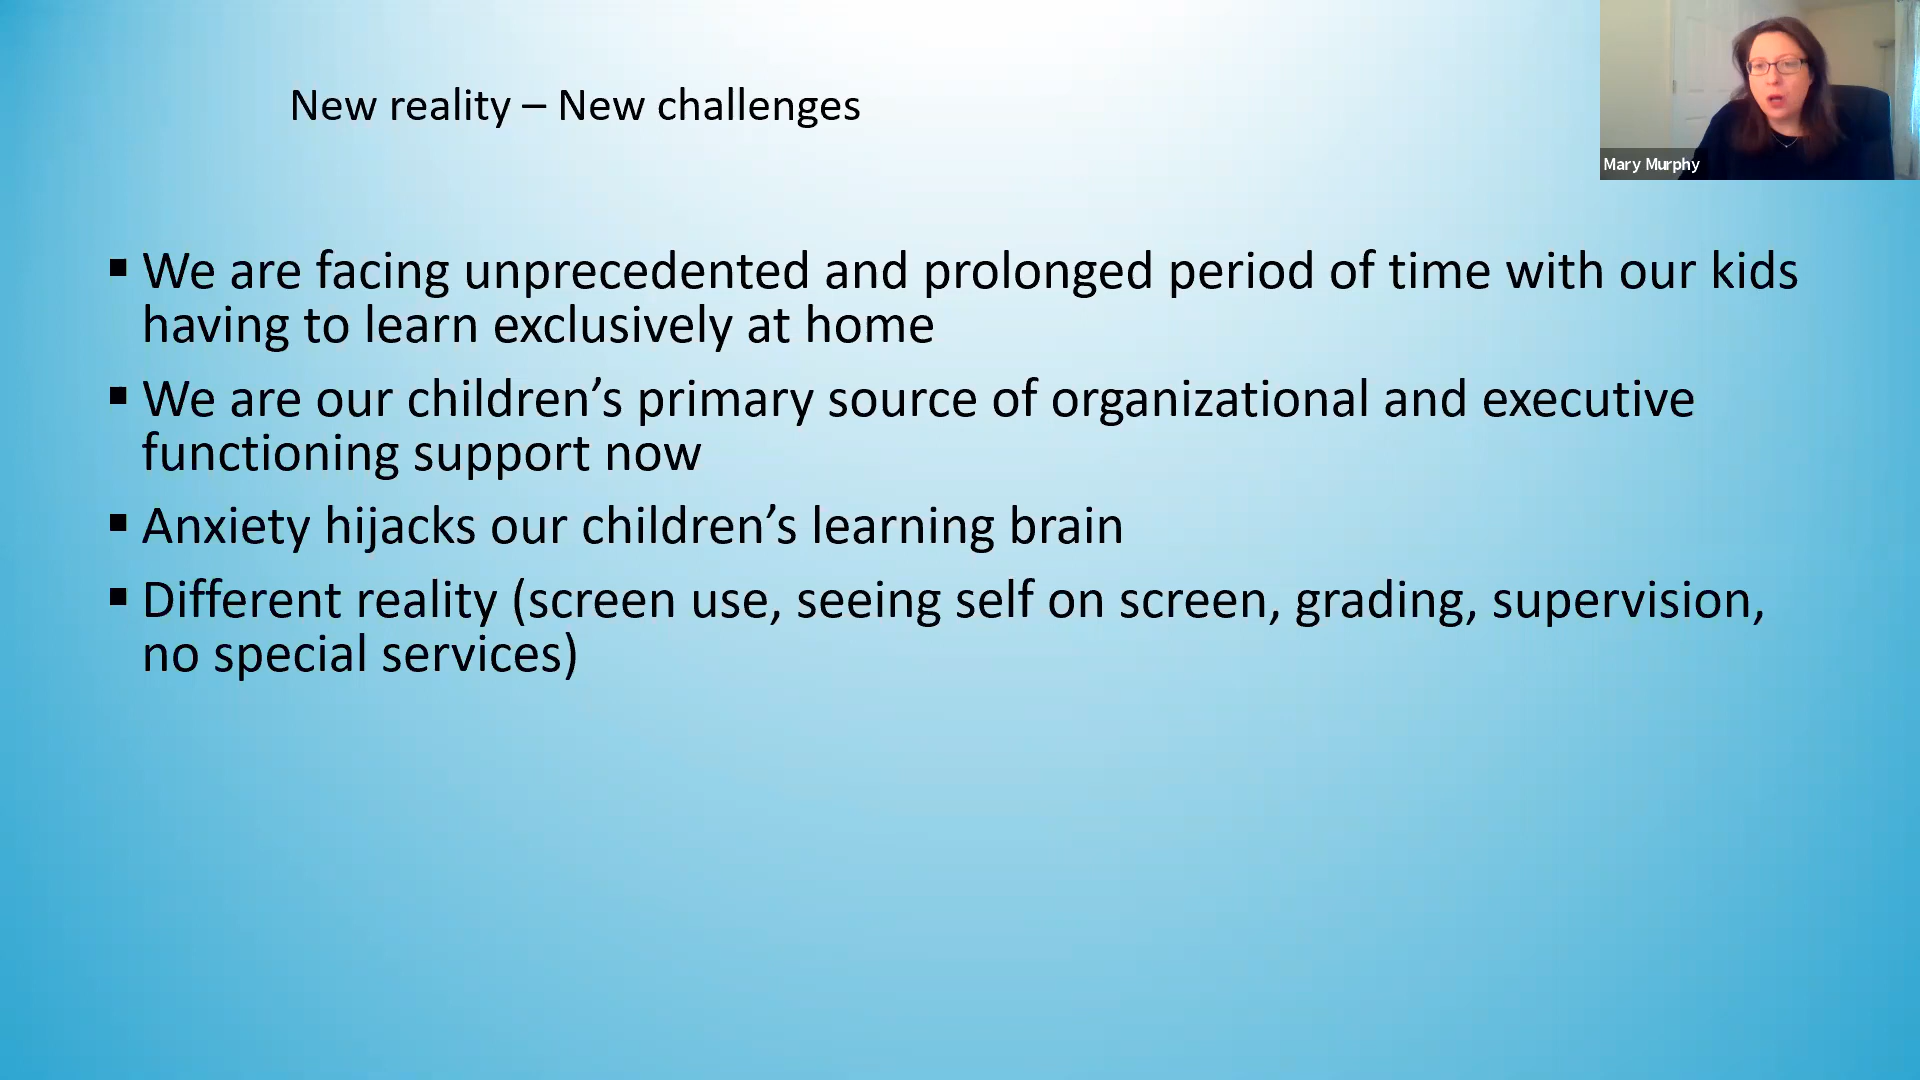 New reality – New challenges
Mary Murphy
▪ We are facing unprecedented and prolonged period of time with our kids
having to learn exclusively at home
▪ We are our children’s primary source of organizational and executive
functioning support now
▪ Anxiety hijacks our children’s learning brain
▪ Different reality (screen use, seeing self on screen, grading, supervision,
no special services)